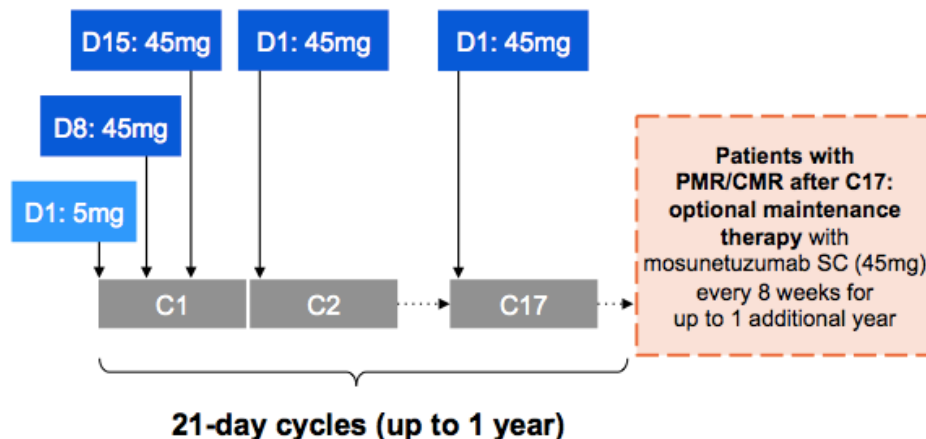 D15: 45mg
D1: 45mg
D1: 45mg
D8: 45mg
D1: 5mg
C1
C2
C17
Patients with
PMR/CMR after C17:
optional maintenance
therapy with
mosunetuzumab SC (45mg)
every 8 weeks for
up to 1 additional year
21-day cycles (up to 1 year)